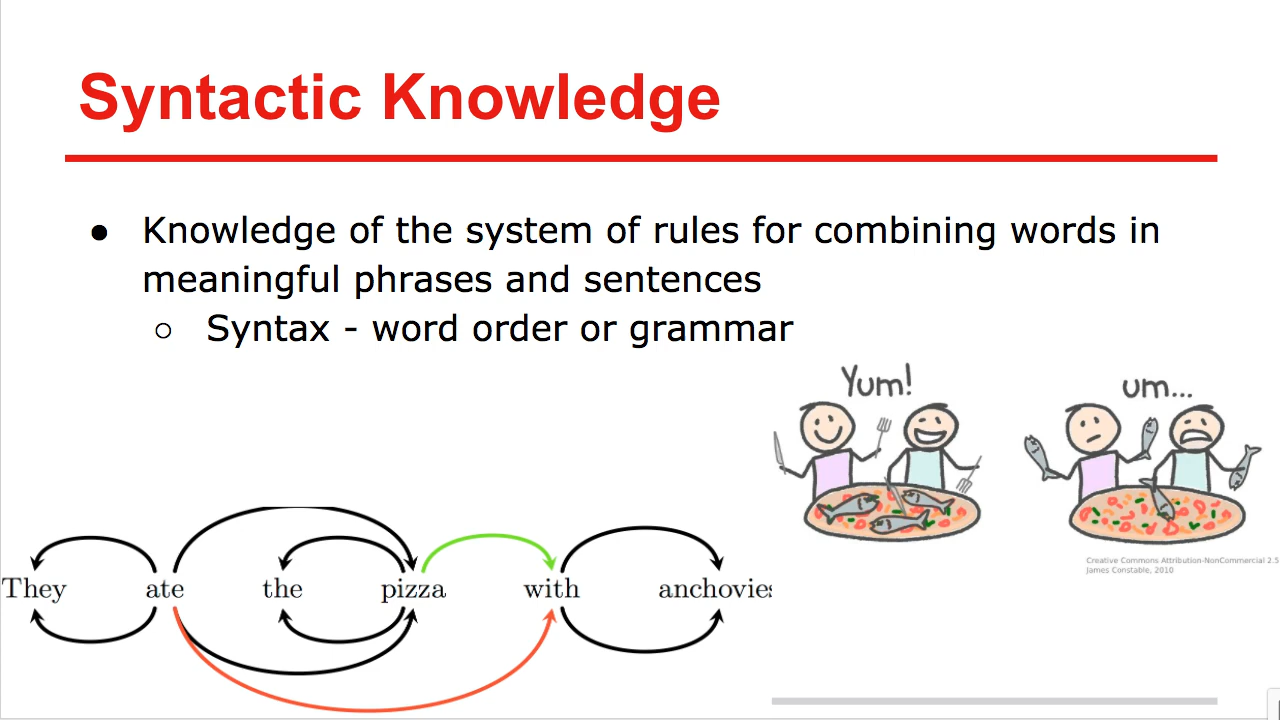 Syntactic Knowledge
● Knowledge of the system of rules for combining words in
meaningful phrases and sentences
○ Syntax - word order or grammar
Yum!
um...
Creative Commons Attribution-NonCommercial 2.5
James Constable, 2010
They ate the pizza with anchovies